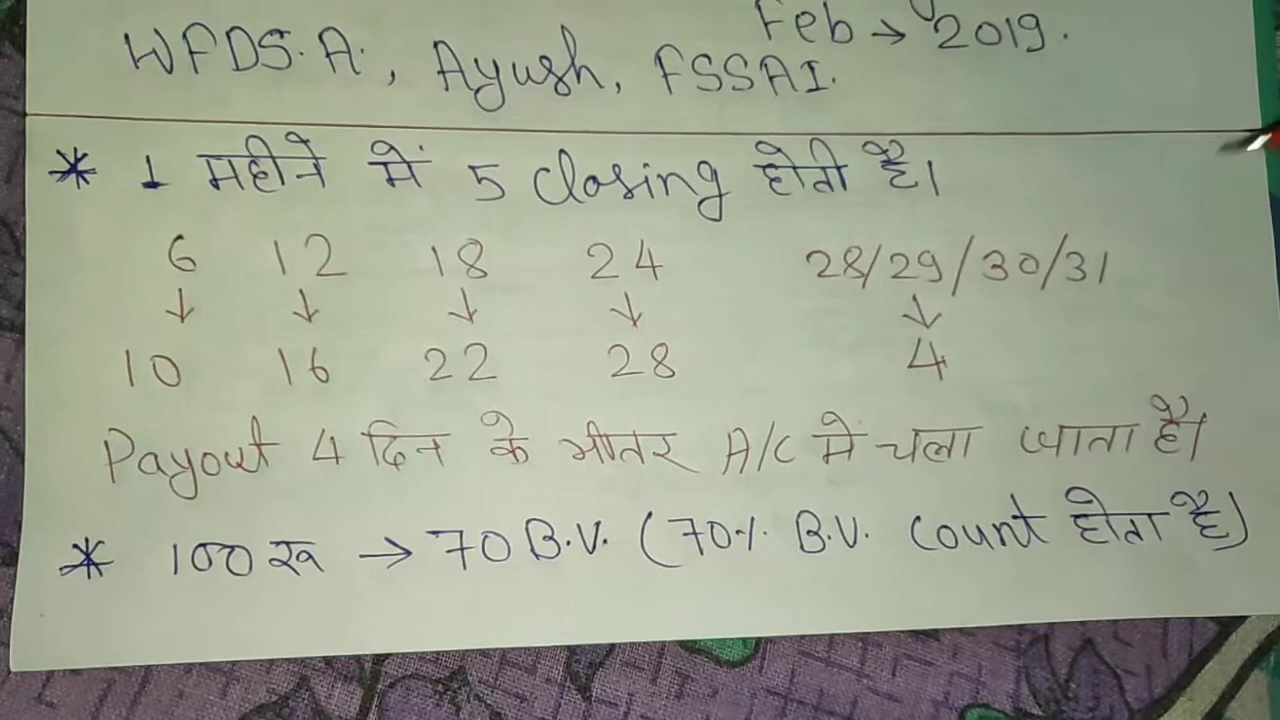 Feb → 2019.
WFDS.A., Ayush, FSSAI.
* 1 महीने में 5 Closing होती है।
6 12 18 24 28/29/30/31
↓ ↓ ↓ ↓ ↓
10 16 22 28 4
Payout 4 दिन के भीतर A/C में चला जाता है।
* 100 रू → 70 B.V. (70% B.V. Count होता है)